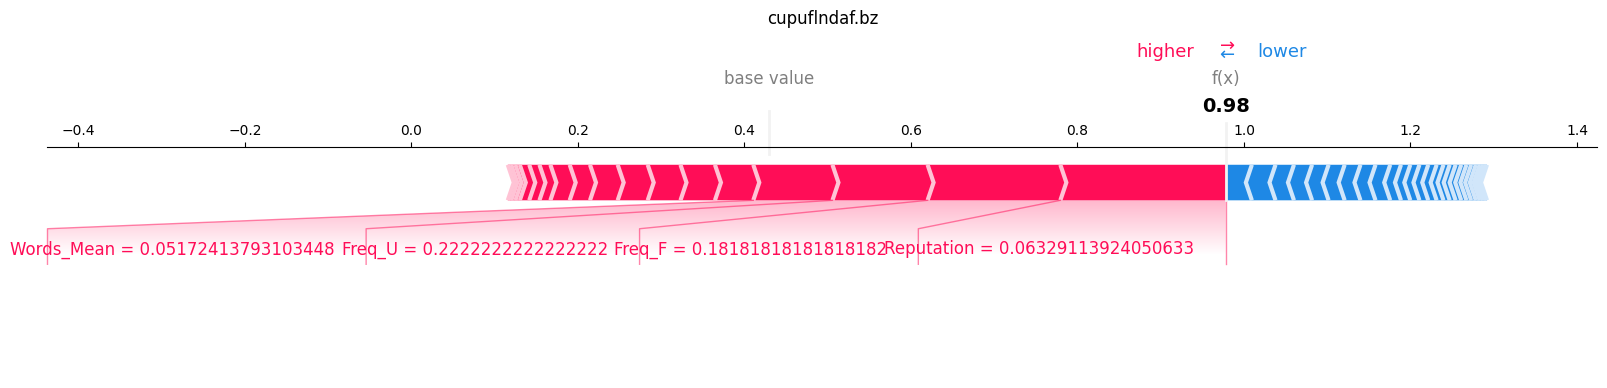 cupuflndaf.bz
higher ⇄ lower
base value f(x)
0.98
−0.4 −0.2 0.0 0.2 0.4 0.6 0.8 1.0 1.2 1.4
Words_Mean = 0.05172413793103448 Freq_U = 0.2222222222222222 Freq_F = 0.18181818181818182 Reputation = 0.06329113924050633